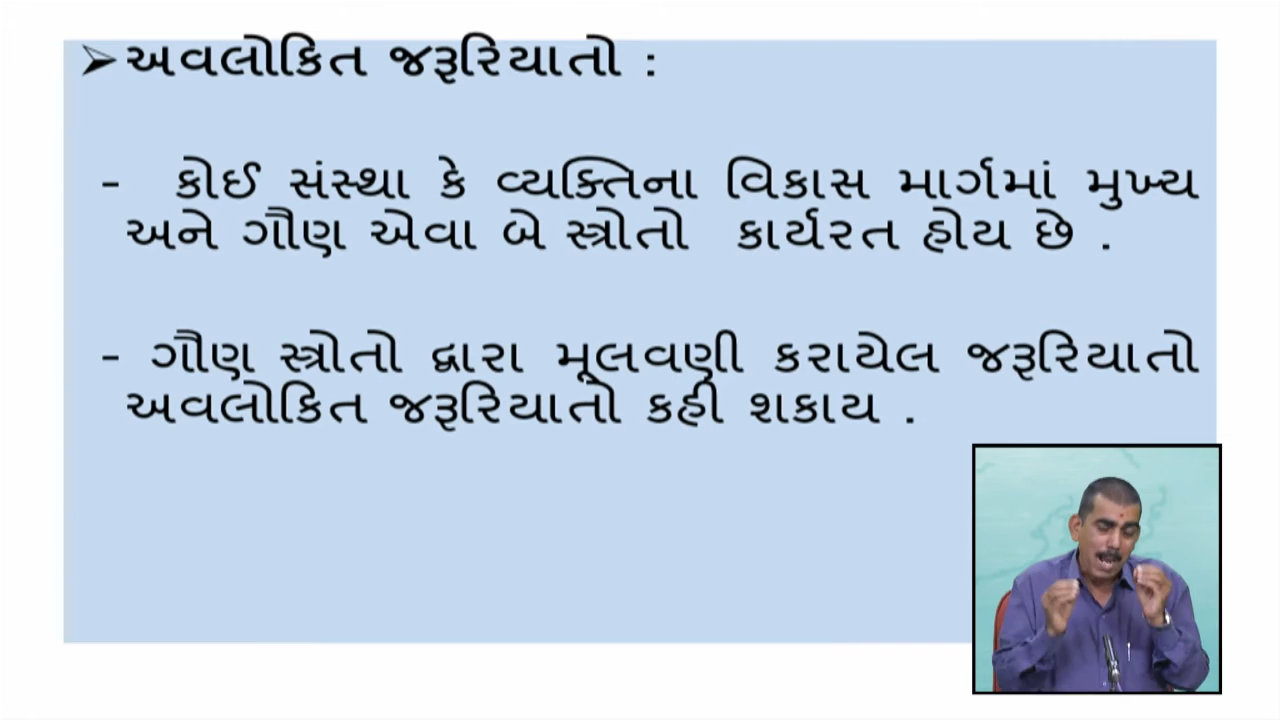 ➢અવલોકિત જરૂરિયાતો :
- કોઈ સંસ્થા કે વ્યક્તિના વિકાસ માર્ગમાં મુખ્ય
અને ગૌણ એવા બે સ્ત્રોતો કાર્યરત હોય છે .
- ગૌણ સ્ત્રોતો દ્વારા મૂલવણી કરાયેલ જરૂરિયાતો
અવલોકિત જરૂરિયાતો કહી શકાય .